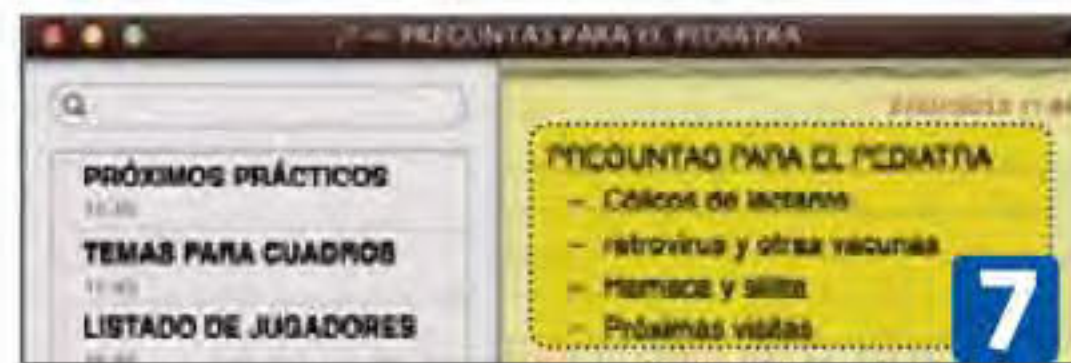 PREGUNTAS PARA EL PEDIATRA
PRÓXIMOS PRÁCTICOS
TEMAS PARA CUADROS
LISTADO DE JUGADORES
PREGUNTAS PARA EL PEDIATRA
– Cólicos de lactante
– retrovirus y otras vacunas
– Hamaca y sillita
– Próximas visitas
7